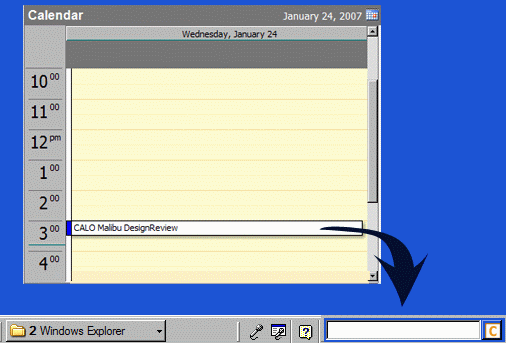 Calendar January 24, 2007
Wednesday, January 24
10 00
11 00
12 pm
1 00
2 00
3 00 CALO Malibu DesignReview
4 00
2 Windows Explorer ? C